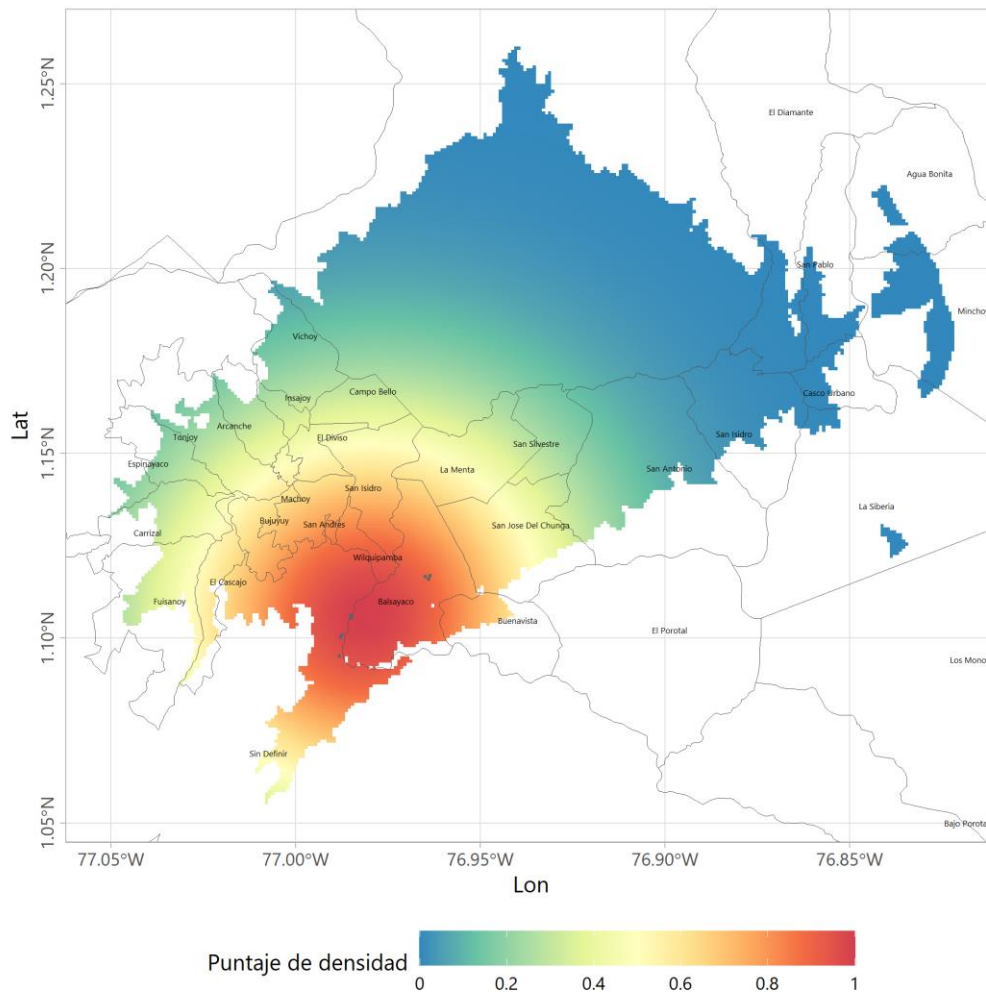 1.25°N
El Diamante
Agua Bonita
1.20°N
San Pablo
Mincho
Vichoy
Lat
Insajoy
Campo Bello
Casco Urbano
Arcanche
Tonjoy
El Diviso
San Silvestre
San Isidro
1.15°N
Espinayaco
La Menta
San Antonio
San Isidro
Machoy
La Siberia
Carrizal
Bujuyuy
San Andres
San Jose Del Chunga
Wilquipamba
El Cascajo
Fuisanoy
Balsayaco
1.10°N
Buenavista
El Porotal
Los Mono
Sin Definir
1.05°N
Bajo Porota
77.05°W 77.00°W 76.95°W 76.90°W 76.85°W
Lon
Puntaje de densidad
0 0.2 0.4 0.6 0.8 1